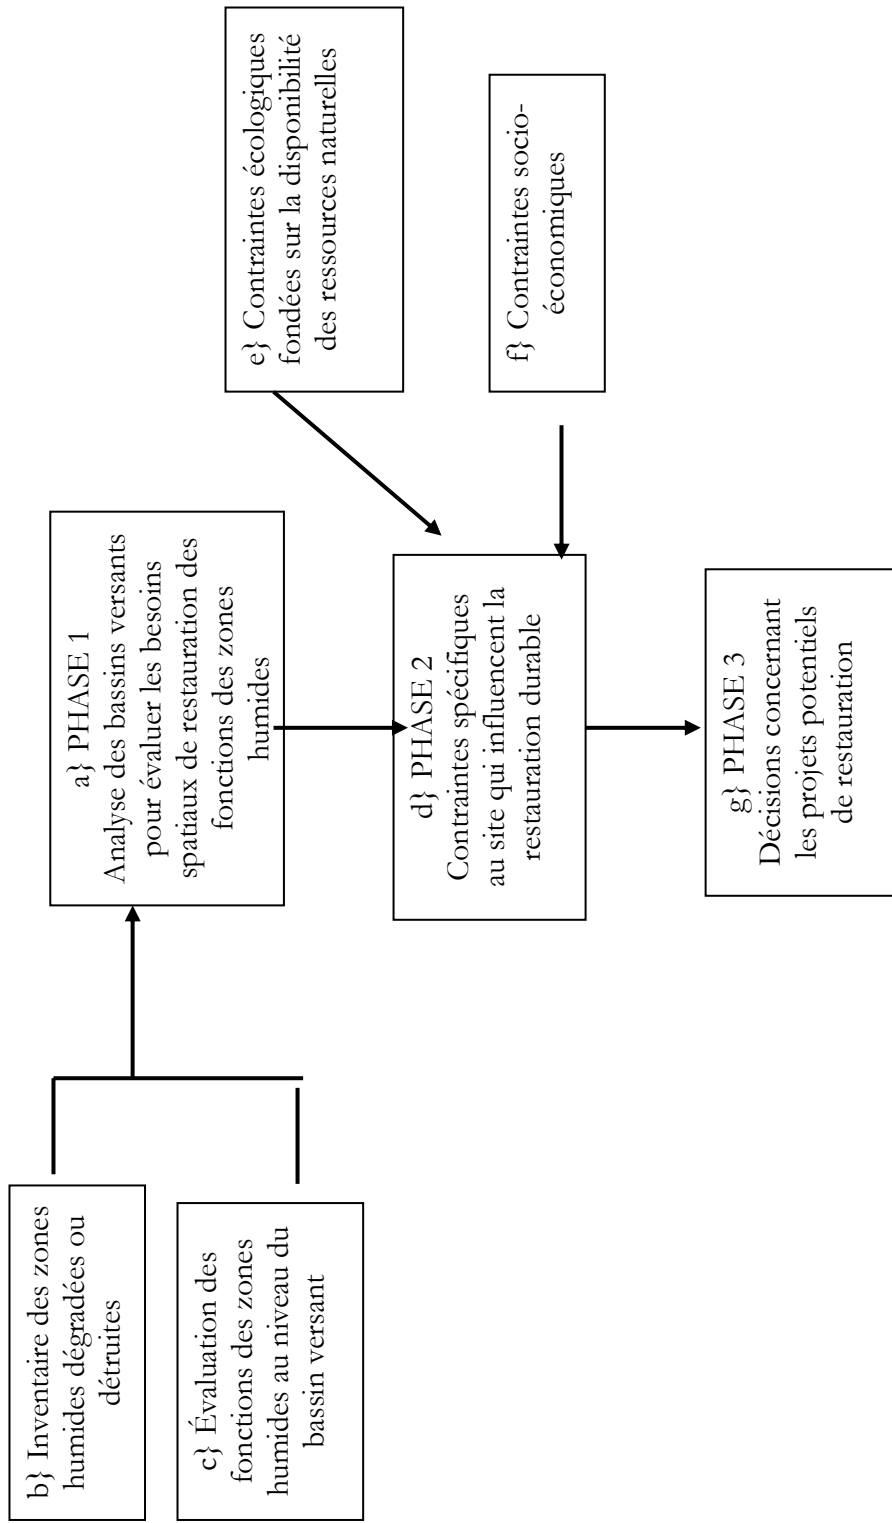 b} Inventaire des zones
humides dégradées ou
détruites
c} Évaluation des
fonctions des zones
humides au niveau du
bassin versant
a} PHASE 1
Analyse des bassins versants
pour évaluer les besoins
spatiaux de restauration des
fonctions des zones
humides
d} PHASE 2
Contraintes spécifiques
au site qui influencent la
restauration durable
g} PHASE 3
Décisions concernant
les projets potentiels
de restauration
e} Contraintes écologiques
fondées sur la disponibilité
des ressources naturelles
f} Contraintes socio-
économiques